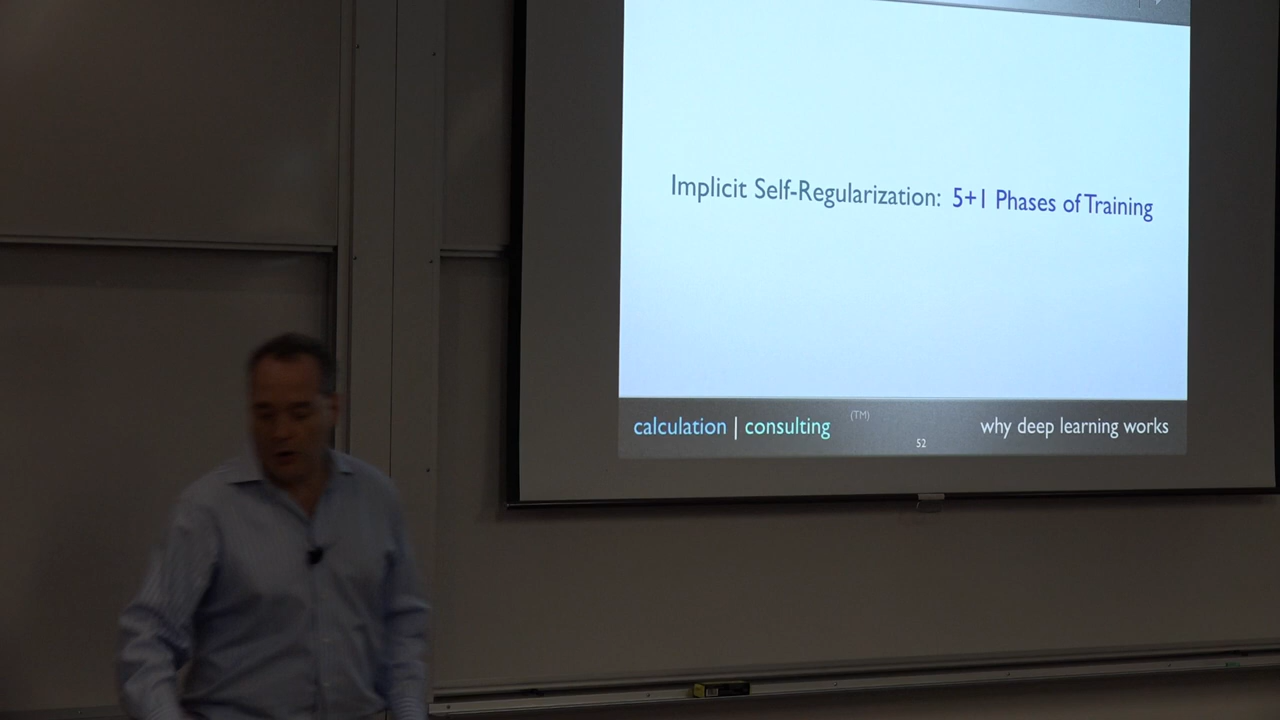 Implicit Self-Regularization: 5+1 Phases of Training
calculation | consulting (TM)
52
why deep learning works